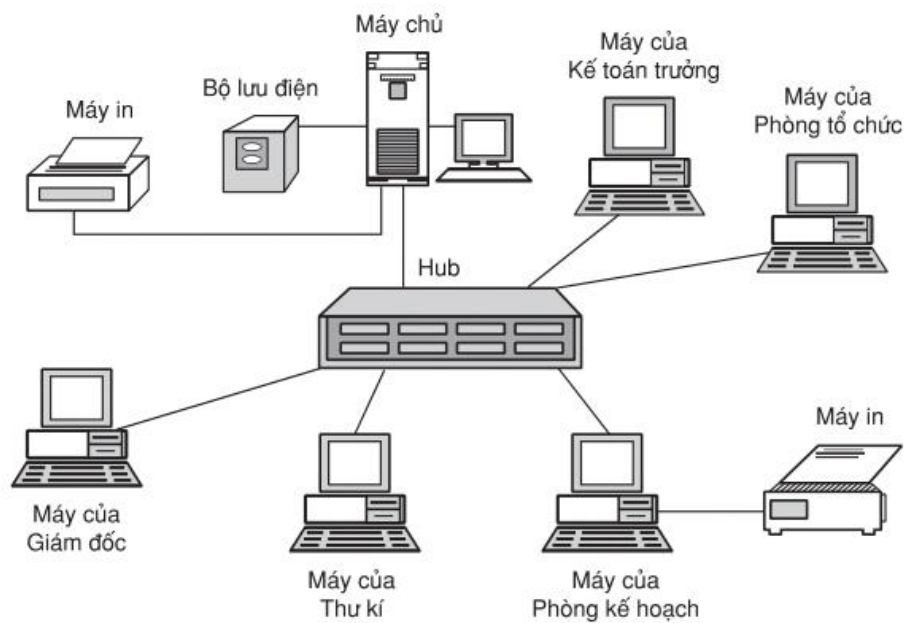 Máy chủ
Máy của
Kế toán trưởng
Bộ lưu điện
Máy in
Máy của
Phòng tổ chức
Hub
Máy in
Máy của
Giám đốc
Máy của
Thư kí
Máy của
Phòng kế hoạch